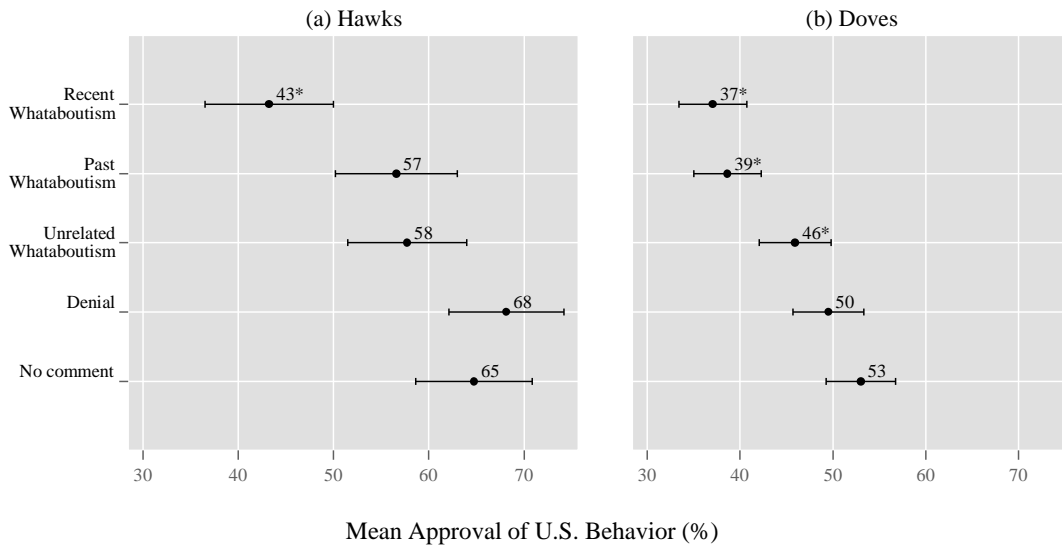 (a) Hawks
(b) Doves
Recent
Whataboutism
43*
37*
Past
Whataboutism
57
39*
Unrelated
Whataboutism
58
46*
Denial
68
50
No comment
65
53
30 40 50 60 70
30 40 50 60 70
Mean Approval of U.S. Behavior (%)